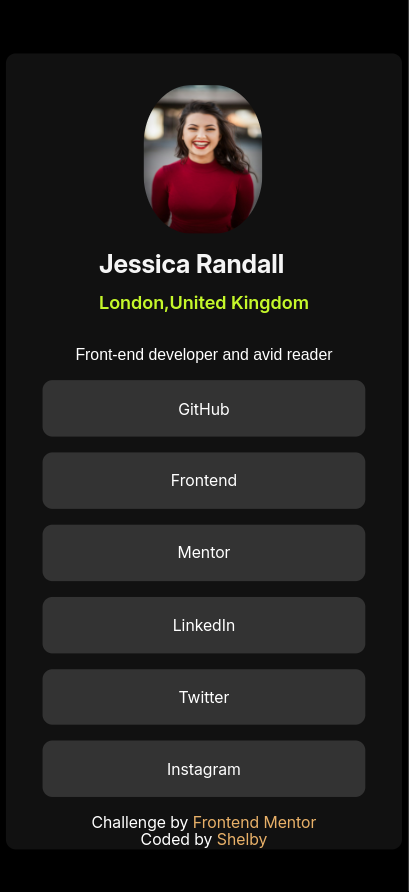 Jessica Randall
London,United Kingdom
Front-end developer and avid reader
GitHub
Frontend
Mentor
LinkedIn
Twitter
Instagram
Challenge by Frontend Mentor
Coded by Shelby